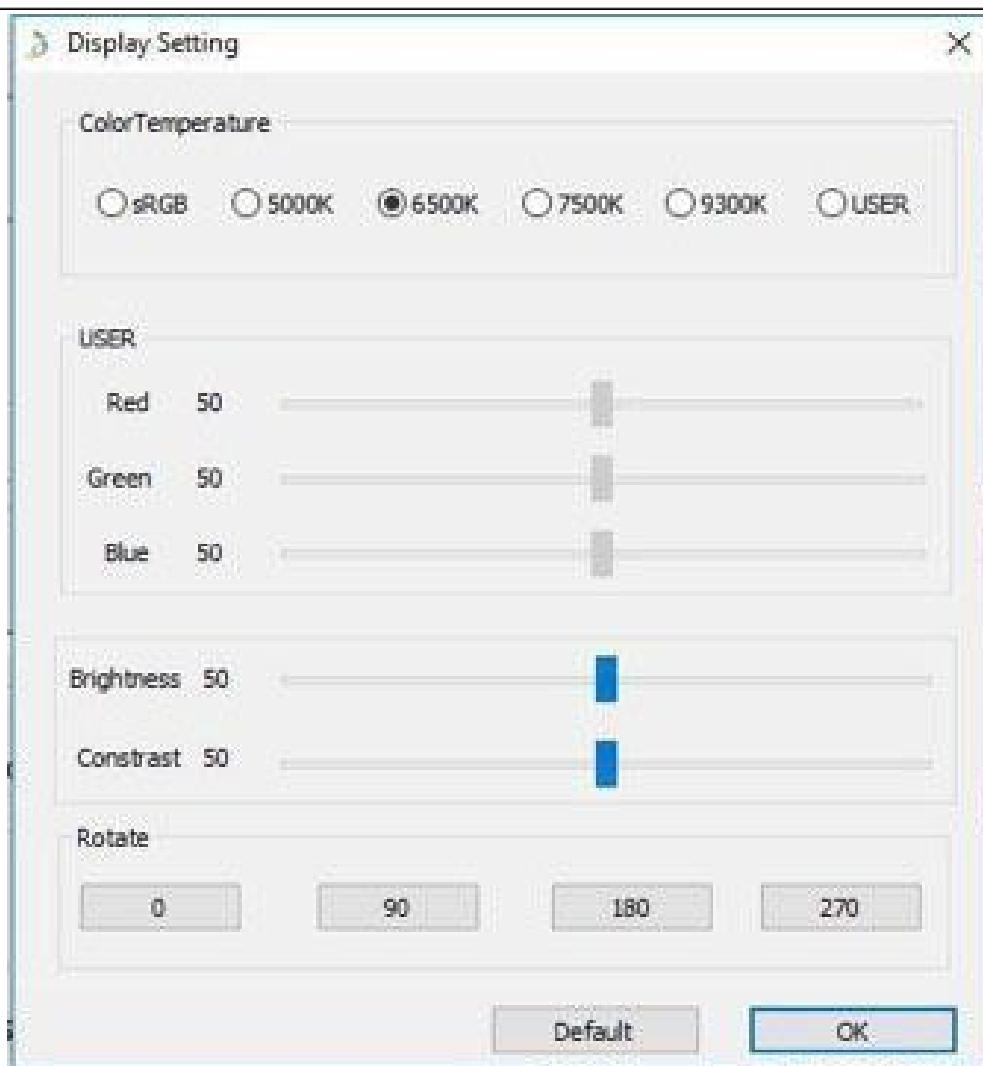 Display Setting
ColorTemperature
sRGB 5000K 6500K 7500K 9300K USER
USER
Red 50
Green 50
Blue 50
Brightness 50
Constrast 50
Rotate
0 90 180 270
Default OK